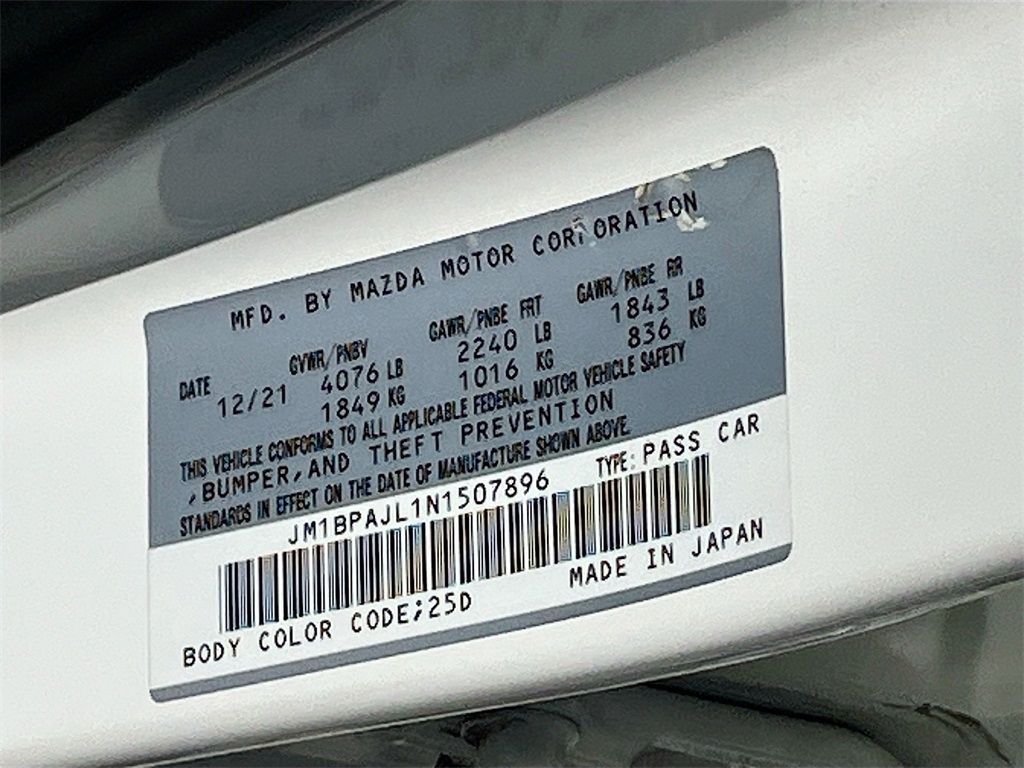 MFD. BY MAZDA MOTOR CORPORATION
DATE GVWR/PNBV GAWR/PNBE FRT GAWR/PNBE RR
12/21 4076 LB 2240 LB 1843 LB
1849 KG 1016 KG 836 KG
THIS VEHICLE CONFORMS TO ALL APPLICABLE FEDERAL MOTOR VEHICLE SAFETY
,BUMPER,AND THEFT PREVENTION
STANDARDS IN EFFECT ON THE DATE OF MANUFACTURE SHOWN ABOVE.
JM1BPAJL1N1507896 TYPE: PASS CAR
BODY COLOR CODE;25D MADE IN JAPAN